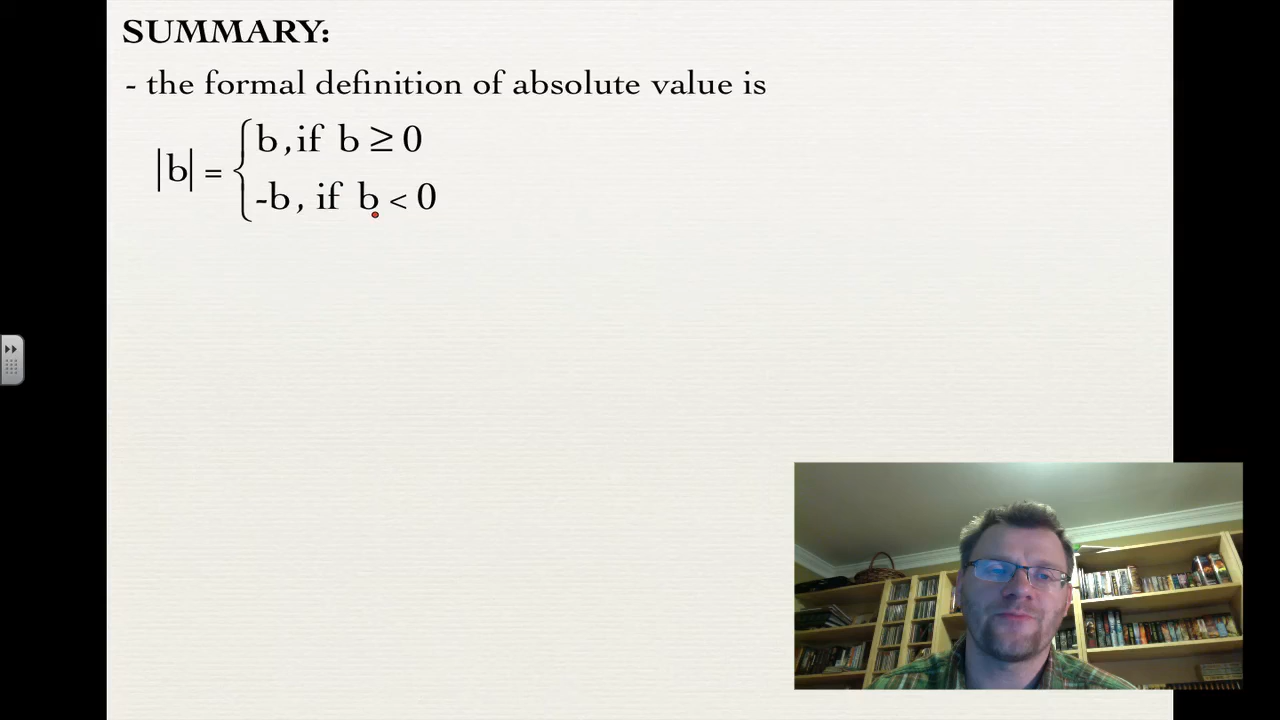 SUMMARY:
- the formal definition of absolute value is
b , if b ≥ 0
|b| =
-b , if b < 0